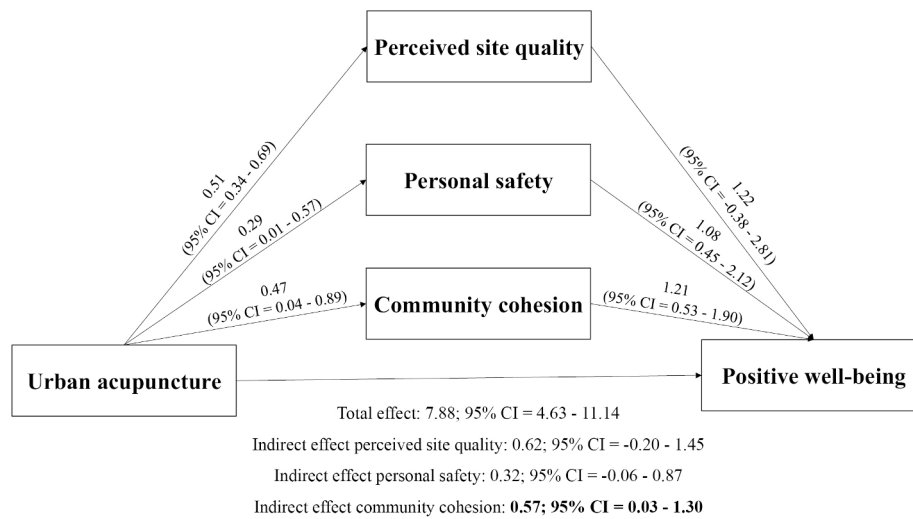 Perceived site quality
0.51
(95% CI = 0.34 - 0.69)
1.22
(95% CI = -0.38 - 2.81)
Personal safety
0.29
(95% CI = 0.01 - 0.57)
1.08
(95% CI = 0.45 - 2.12)
Community cohesion
0.47
(95% CI = 0.04 - 0.89)
1.21
(95% CI = 0.53 - 1.90)
Urban acupuncture
Positive well-being
Total effect: 7.88; 95% CI = 4.63 - 11.14
Indirect effect perceived site quality: 0.62; 95% CI = -0.20 - 1.45
Indirect effect personal safety: 0.32; 95% CI = -0.06 - 0.87
Indirect effect community cohesion: 0.57; 95% CI = 0.03 - 1.30